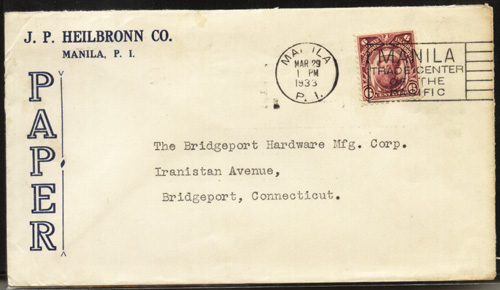 J. P. HEILBRONN CO.
MANILA, P. I.
PAPER
MANILA
MAR 29
1 PM
1933
P. I.
MANILA
TRADE CENTER
OF THE
PACIFIC
The Bridgeport Hardware Mfg. Corp.
Iranistan Avenue,
Bridgeport, Connecticut.